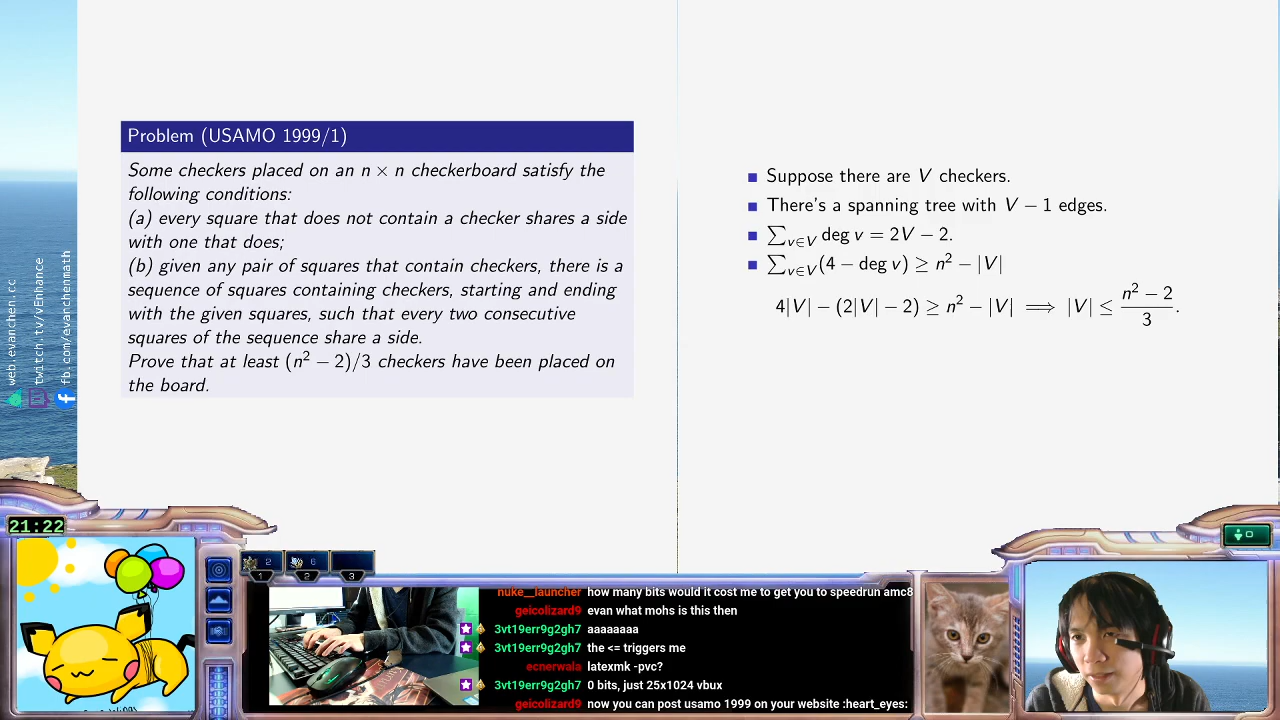 Problem (USAMO 1999/1)
Some checkers placed on an n × n checkerboard satisfy the
following conditions:
(a) every square that does not contain a checker shares a side
with one that does;
(b) given any pair of squares that contain checkers, there is a
sequence of squares containing checkers, starting and ending
with the given squares, such that every two consecutive
squares of the sequence share a side.
Prove that at least (n² − 2)/3 checkers have been placed on
the board.
Suppose there are V checkers.
There's a spanning tree with V − 1 edges.
∑v∈V deg v = 2V − 2.
∑v∈V(4 − deg v) ≥ n² − |V|
4|V| − (2|V| − 2) ≥ n² − |V| ⟹ |V| ≤ (n² − 2)/3.
web.evanchen.cc
twitch.tv/vEnhance
fb.com/evanchenmath
21:22
2
6
1
2
3
nuke__launcher how many bits would it cost me to get you to speedrun amc8
geicolizard9 evan what mohs is this then
3vt19err9g2gh7 aaaaaaaa
3vt19err9g2gh7 the <= triggers me
ecnerwala latexmk -pvc?
3vt19err9g2gh7 0 bits, just 25x1024 vbux
geicolizard9 now you can post usamo 1999 on your website :heart_eyes: